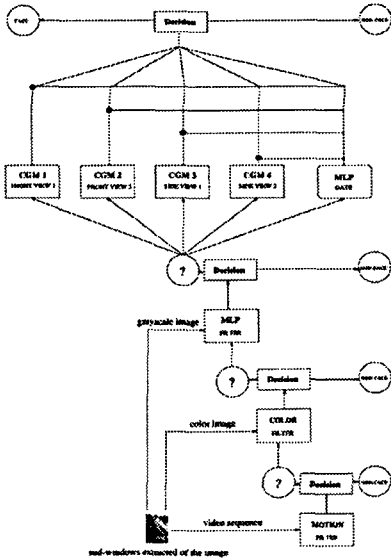 FACE
Decision
NON-FACE
CGM 1
FRONT VIEW 1
CGM 2
FRONT VIEW 2
CGM 3
SIDE VIEW 1
CGM 4
SIDE VIEW 2
MLP
GATE
?
Decision
NON-FACE
grayscale image
MLP
FILTER
?
Decision
NON-FACE
color image
COLOR
FILTER
?
Decision
NON-FACE
video sequence
MOTION
FILTER
sud-windows extracted of the image